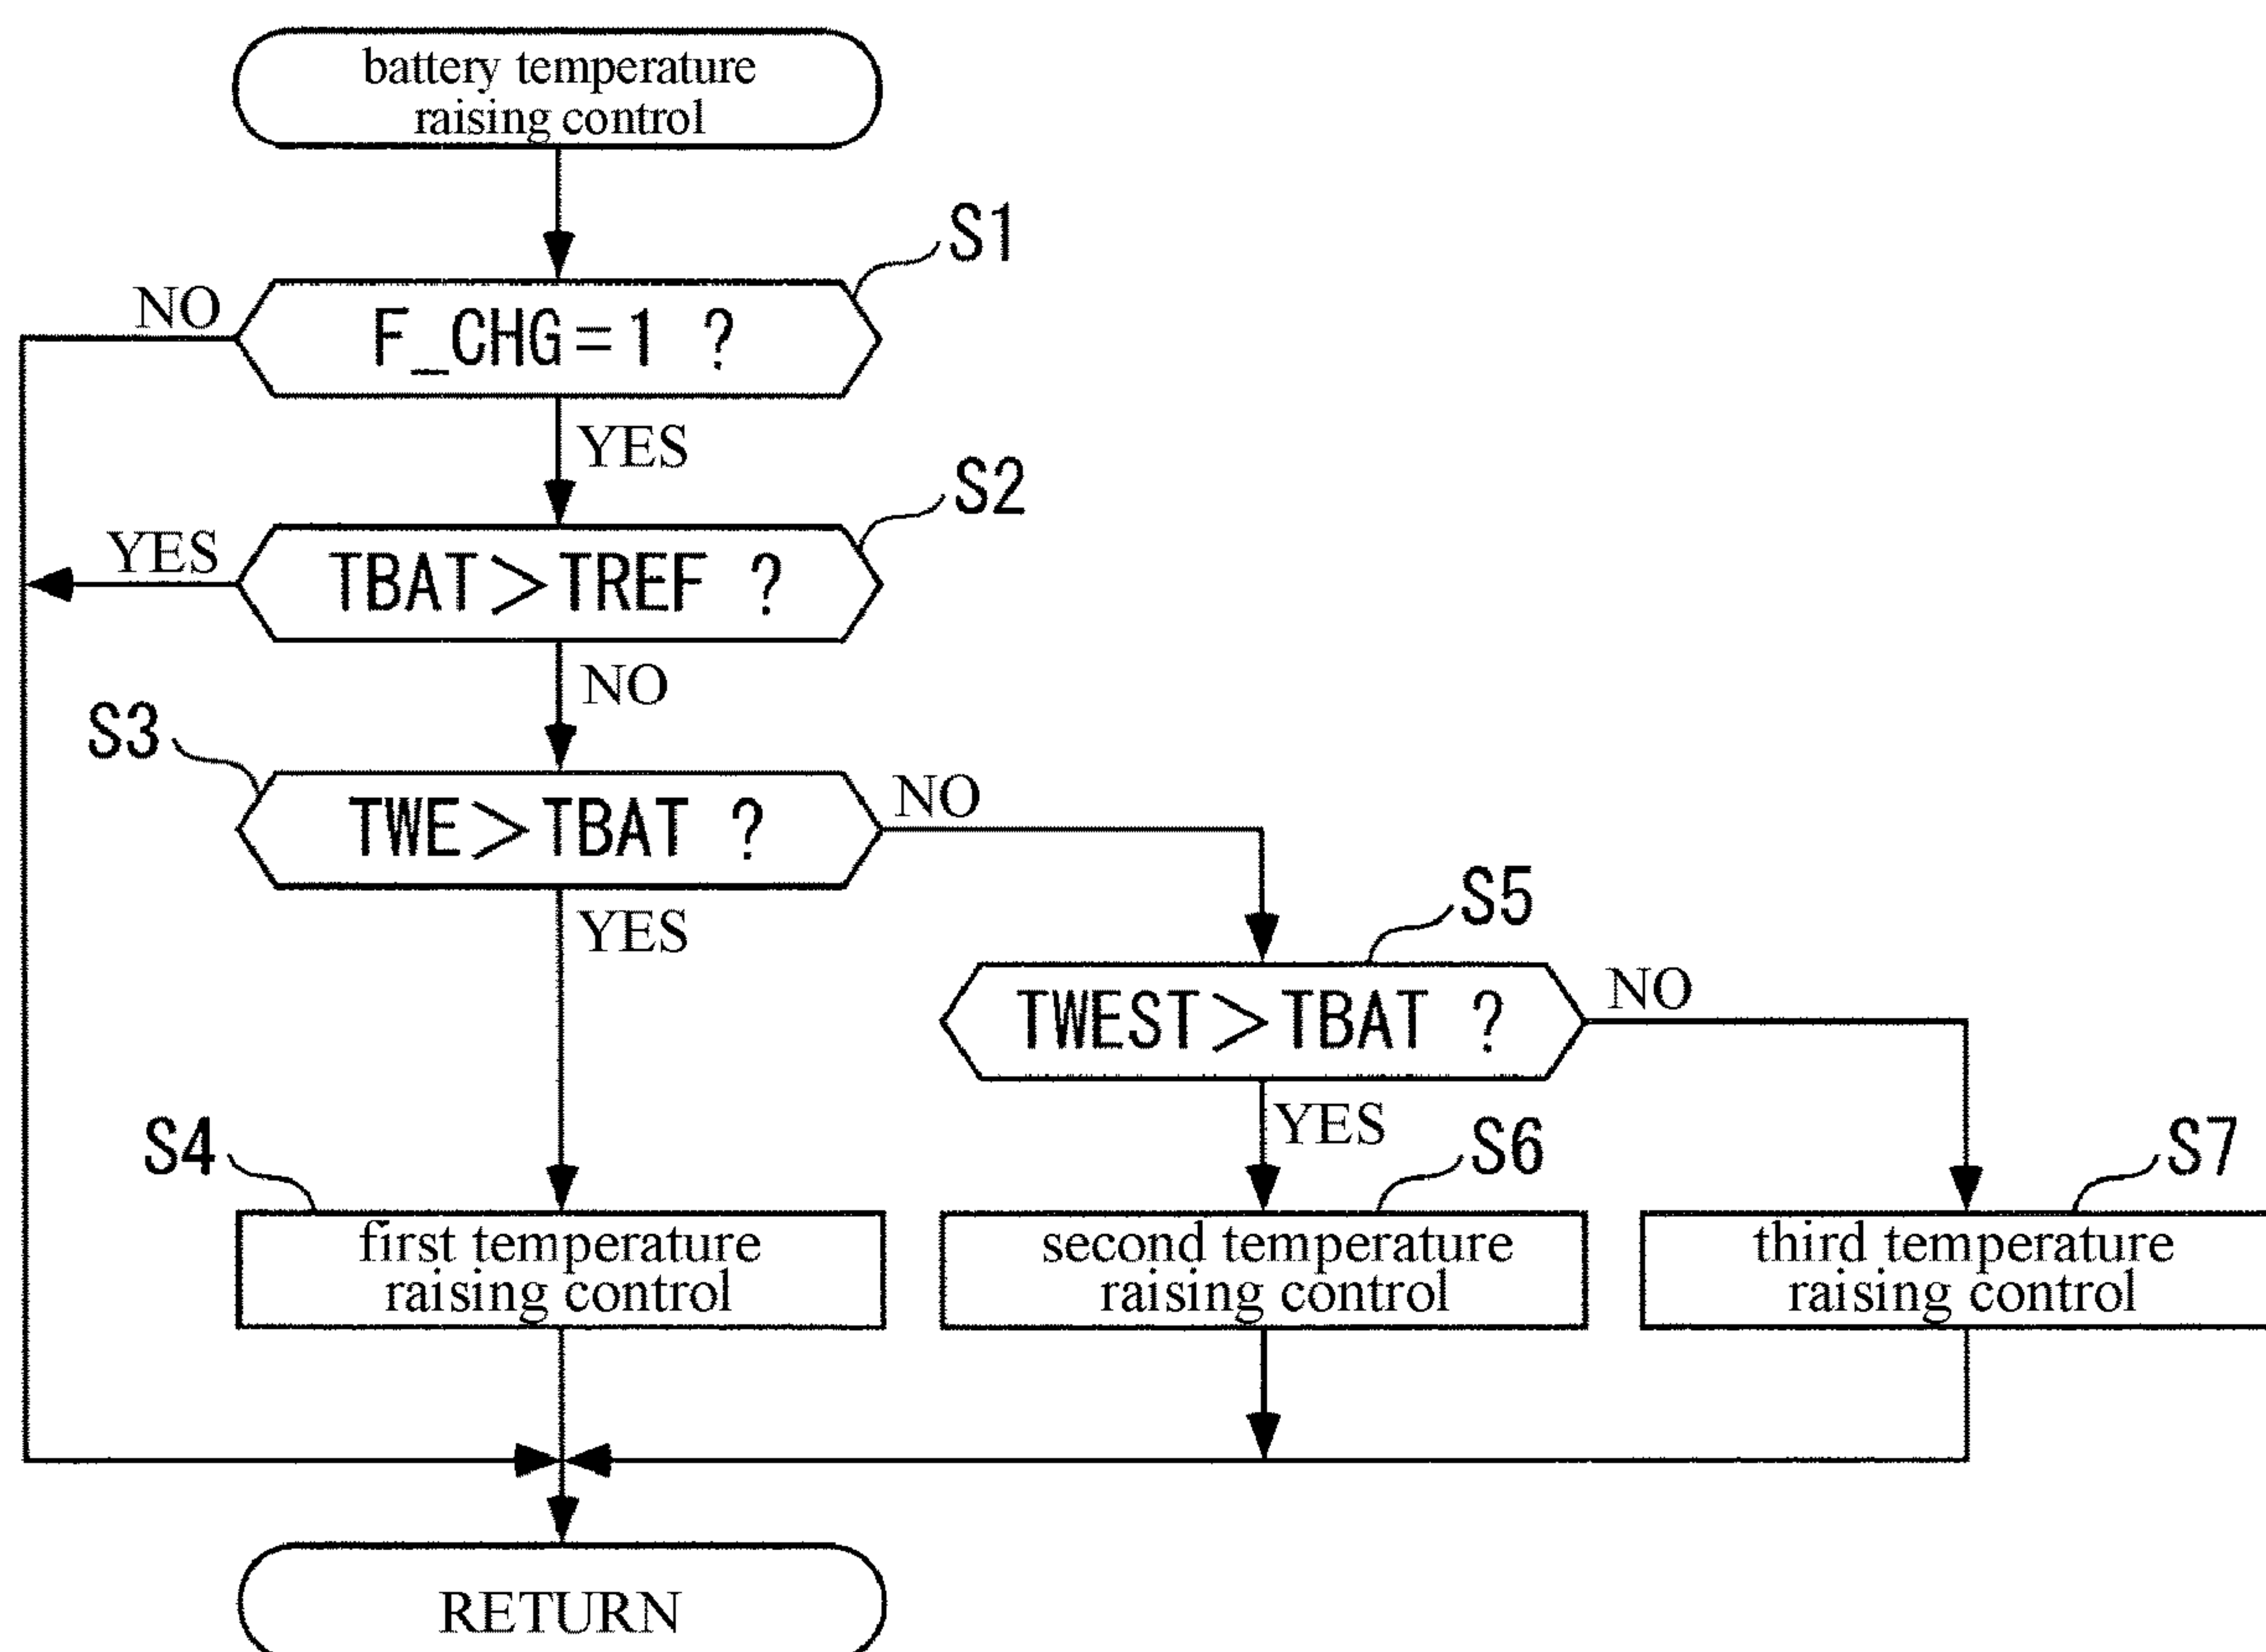 battery temperature
raising control
S1
NO
F_CHG=1 ?
YES
S2
YES
TBAT>TREF ?
NO
S3
TWE>TBAT ?
NO
YES
S5
TWEST>TBAT ?
NO
YES
S4
S6
S7
first temperature
raising control
second temperature
raising control
third temperature
raising control
RETURN